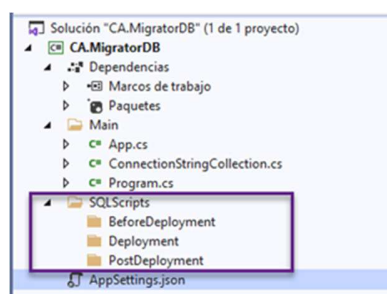 Solución "CA.MigratorDB" (1 de 1 proyecto)
C# CA.MigratorDB
Dependencias
Marcos de trabajo
Paquetes
Main
C# App.cs
C# ConnectionStringCollection.cs
C# Program.cs
SQLScripts
BeforeDeployment
Deployment
PostDeployment
AppSettings.json